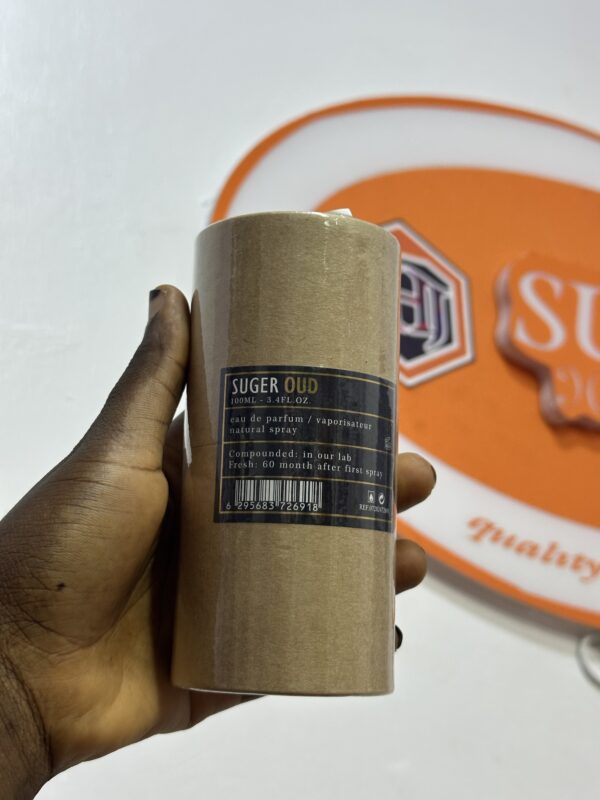 SUGER OUD
100ML - 3.4FL.OZ.
eau de parfum / vaporisateur
natural spray
Compounded: in our lab
Fresh: 60 month after first spray
6 295683 726918
SU
quality